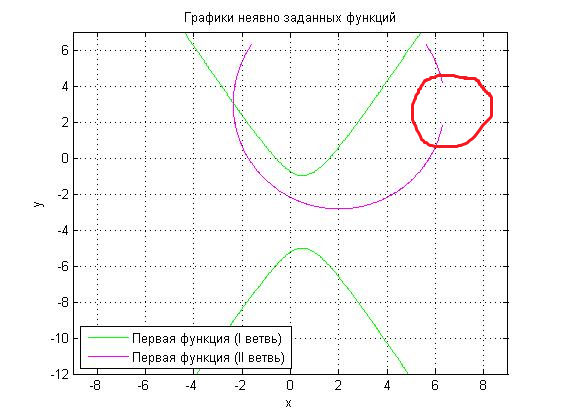 Графики неявно заданных функций
6
4
2
0
-2
-4
-6
-8
-10
-12
y
Первая функция (I ветвь)
Первая функция (II ветвь)
-8 -6 -4 -2 0 2 4 6 8
x